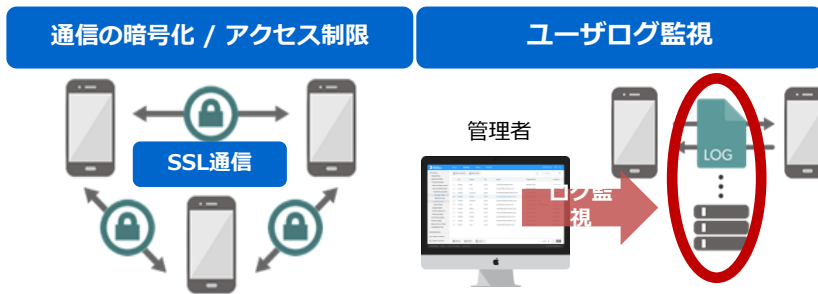 通信の暗号化 / アクセス制限
ユーザログ監視
SSL通信
管理者
LOG
ログ監
視